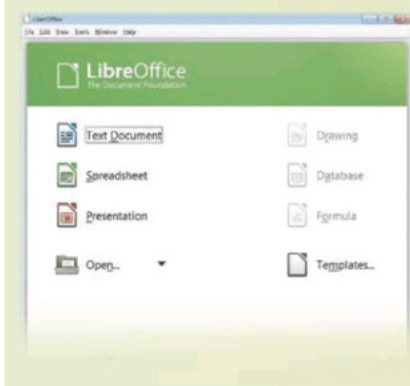 LibreOffice
File Edit View Tools Window Help
LibreOffice
The Document Foundation
Text Document
Drawing
Spreadsheet
Database
Presentation
Formula
Open...
Templates...